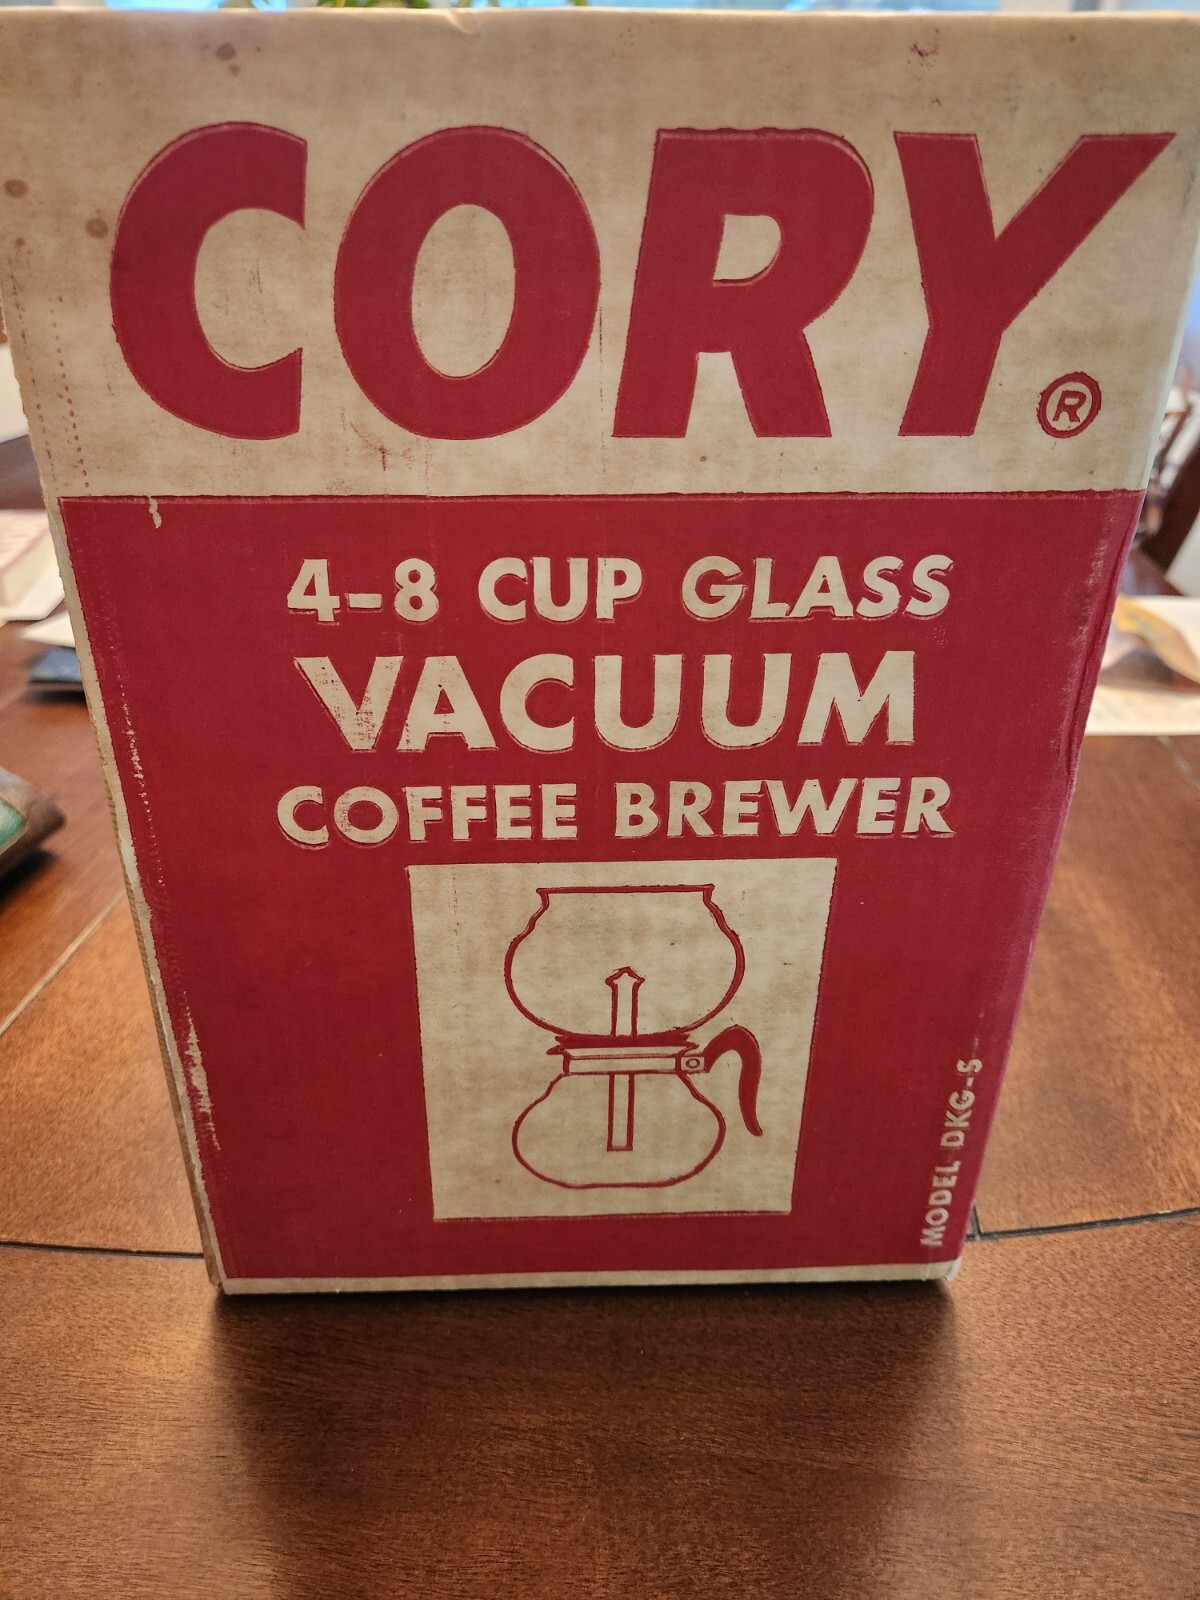 CORY®
4-8 CUP GLASS
VACUUM
COFFEE BREWER
MODEL DKG-S